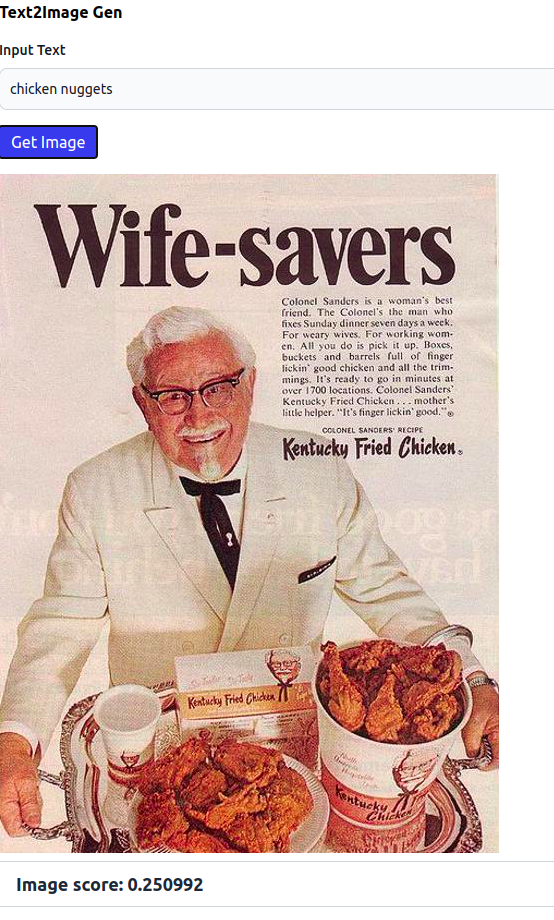 Text2Image Gen
Input Text
chicken nuggets
Get Image
Wife-savers
Colonel Sanders is a woman's best
friend. The Colonel's the man who
fixes Sunday dinner seven days a week.
For weary wives. For working wom-
en. All you do is pick it up. Boxes,
buckets and barrels full of finger
lickin' good chicken and all the trim-
mings. It's ready to go in minutes at
over 1700 locations. Colonel Sanders'
Kentucky Fried Chicken . . . mother's
little helper. "It's finger lickin' good."®
COLONEL SANDERS' RECIPE
Kentucky Fried Chicken®
Kentucky Fried Chicken
Kentucky
Chicken
Image score: 0.250992